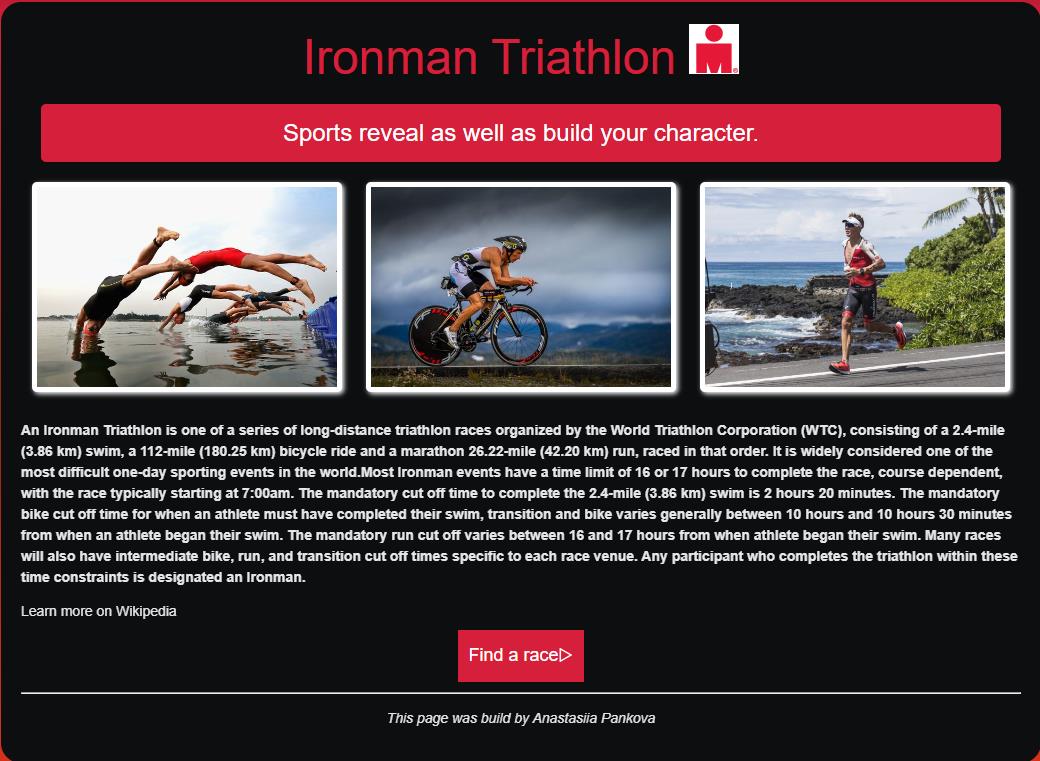 Ironman Triathlon
Sports reveal as well as build your character.
An Ironman Triathlon is one of a series of long-distance triathlon races organized by the World Triathlon Corporation (WTC), consisting of a 2.4-mile
(3.86 km) swim, a 112-mile (180.25 km) bicycle ride and a marathon 26.22-mile (42.20 km) run, raced in that order. It is widely considered one of the
most difficult one-day sporting events in the world.Most Ironman events have a time limit of 16 or 17 hours to complete the race, course dependent,
with the race typically starting at 7:00am. The mandatory cut off time to complete the 2.4-mile (3.86 km) swim is 2 hours 20 minutes. The mandatory
bike cut off time for when an athlete must have completed their swim, transition and bike varies generally between 10 hours and 10 hours 30 minutes
from when an athlete began their swim. The mandatory run cut off varies between 16 and 17 hours from when athlete began their swim. Many races
will also have intermediate bike, run, and transition cut off times specific to each race venue. Any participant who completes the triathlon within these
time constraints is designated an Ironman.
Learn more on Wikipedia
Find a race▷
This page was build by Anastasiia Pankova